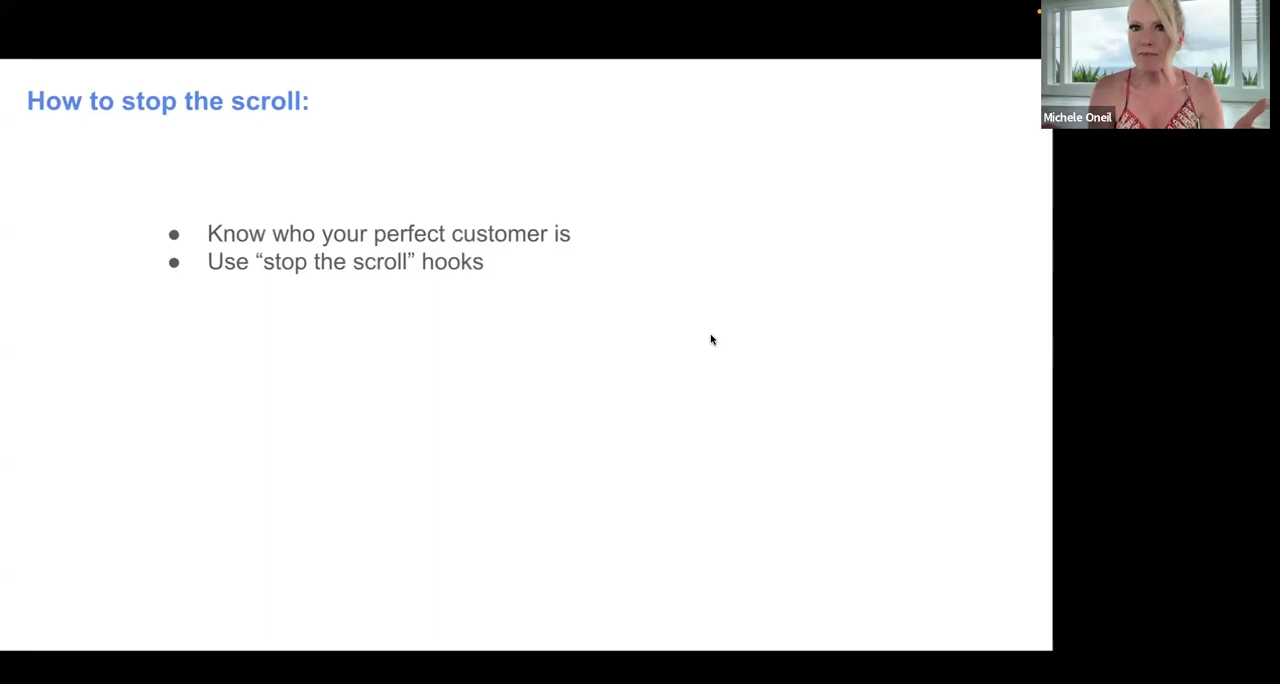 How to stop the scroll:
● Know who your perfect customer is
● Use “stop the scroll” hooks
Michele Oneil